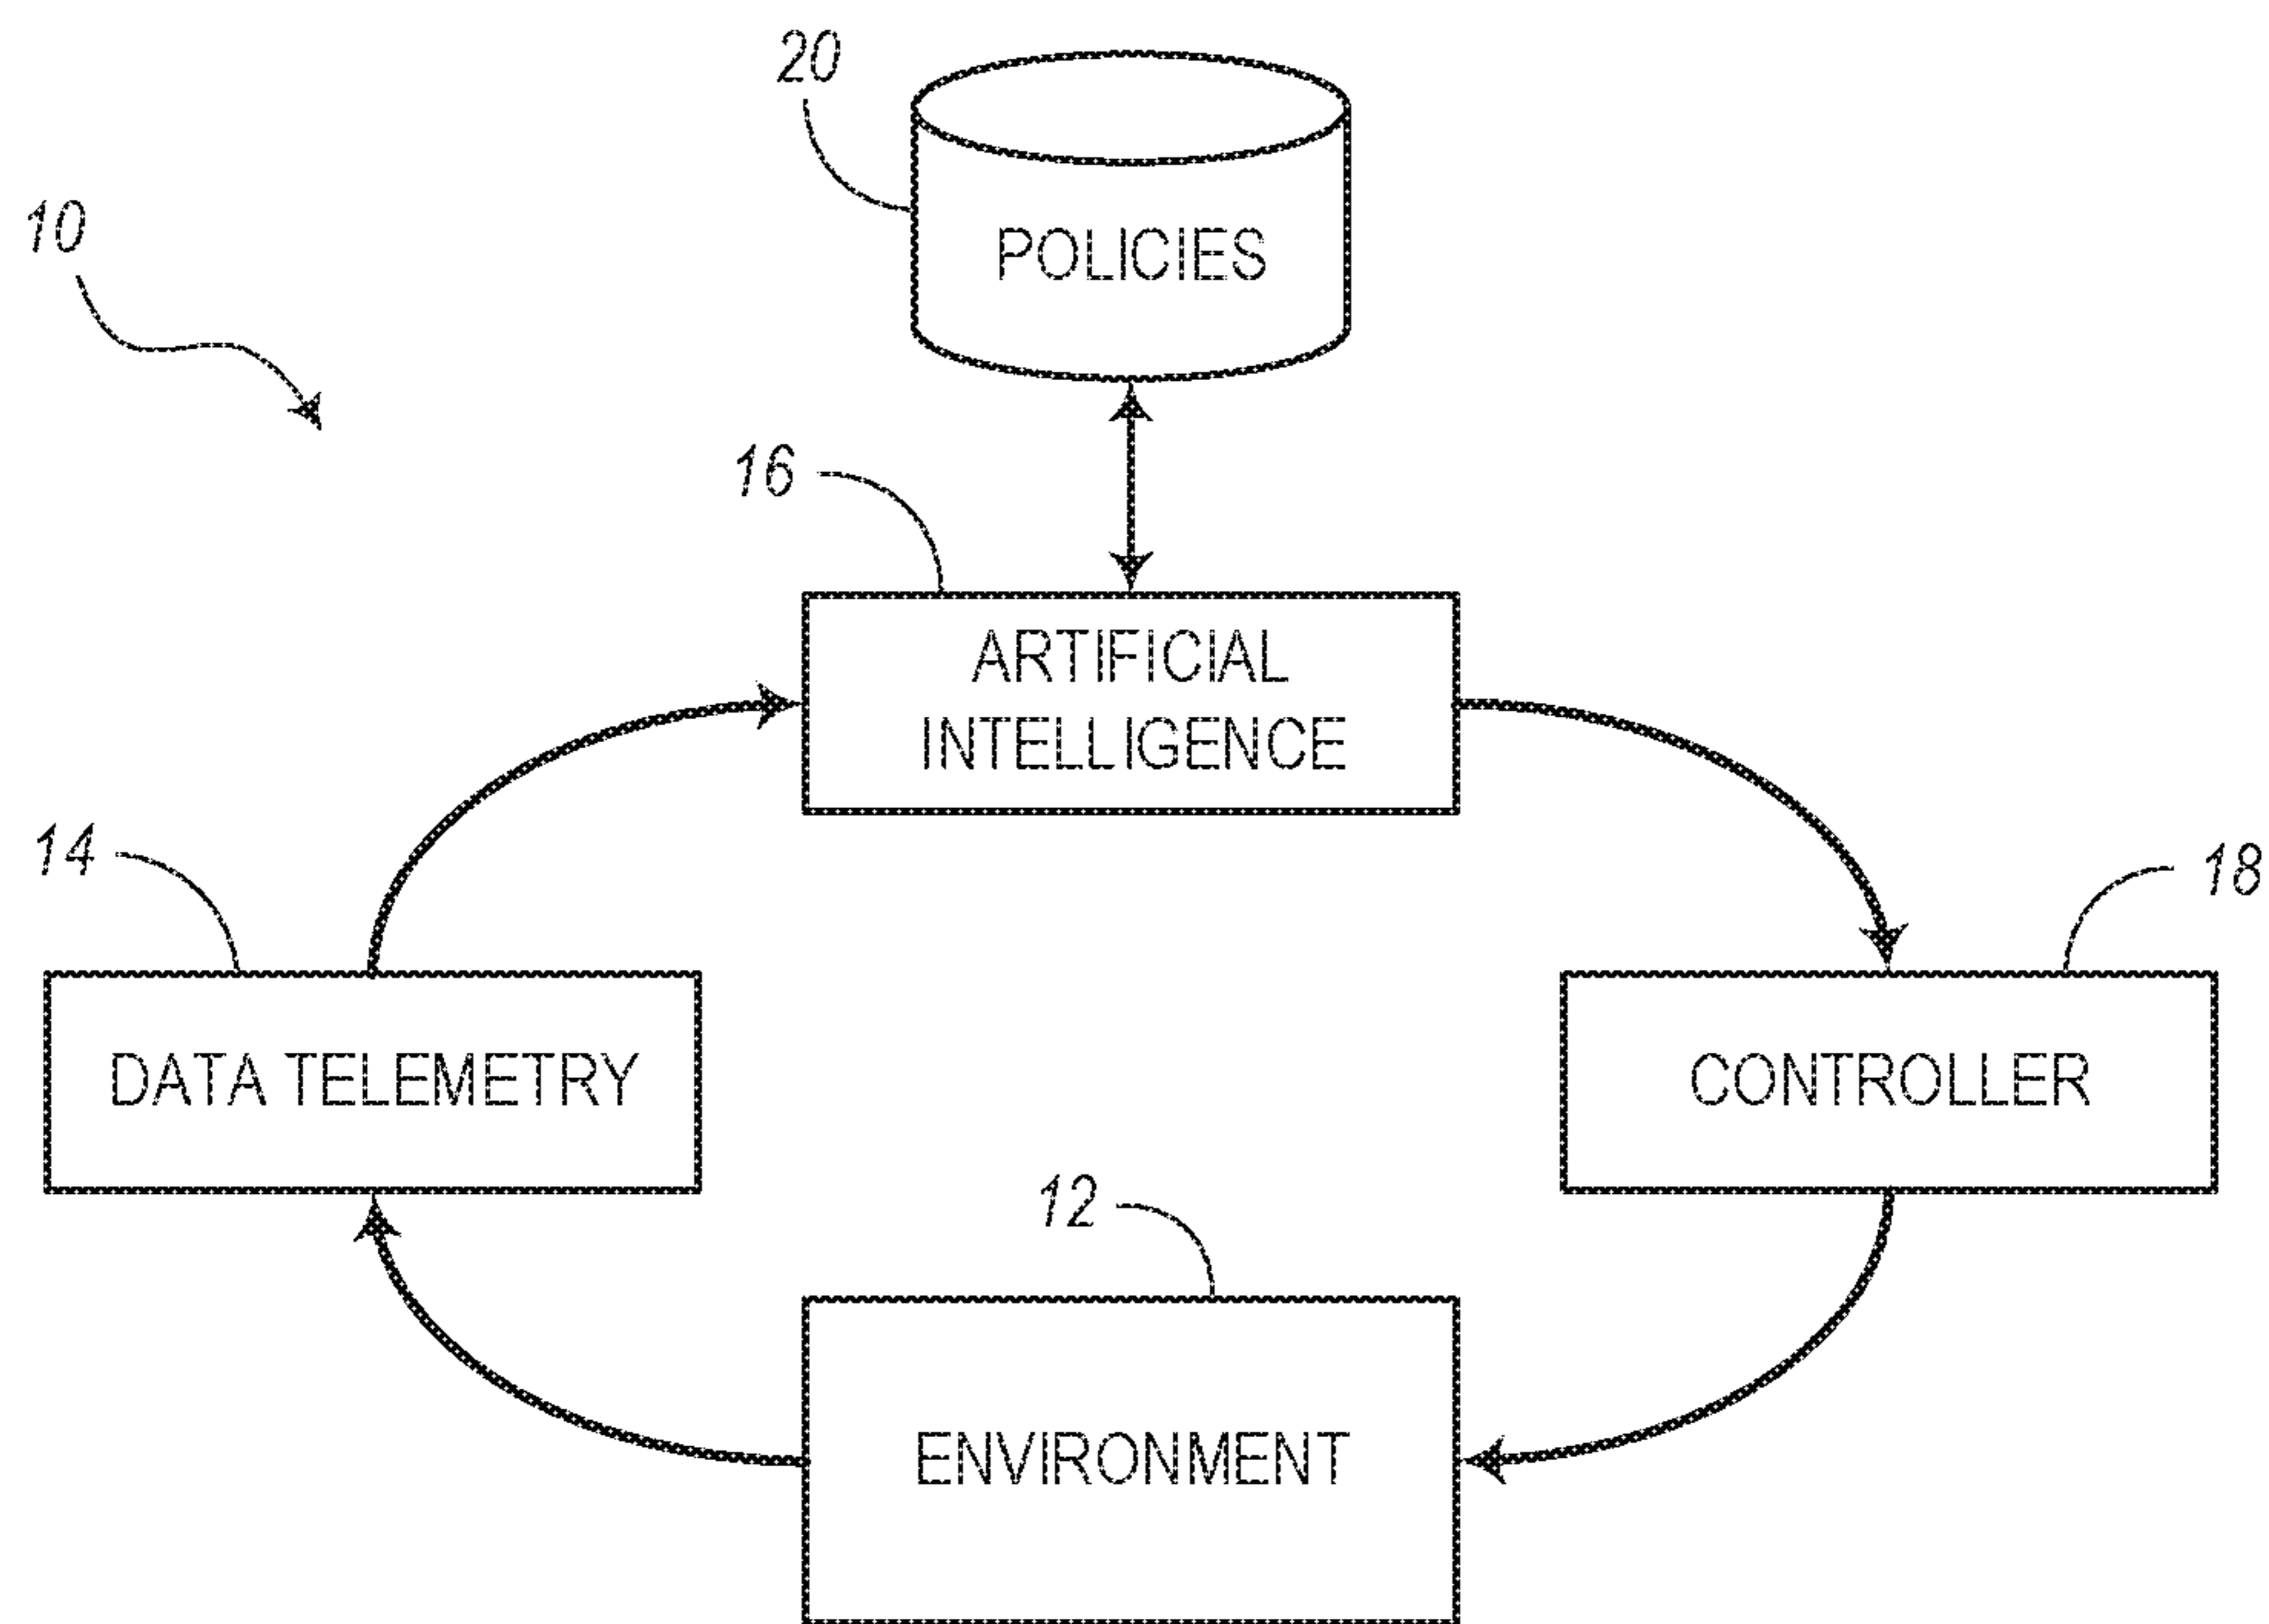 20
10
POLICIES
16
ARTIFICIAL
INTELLIGENCE
14
18
DATA TELEMETRY
CONTROLLER
12
ENVIRONMENT